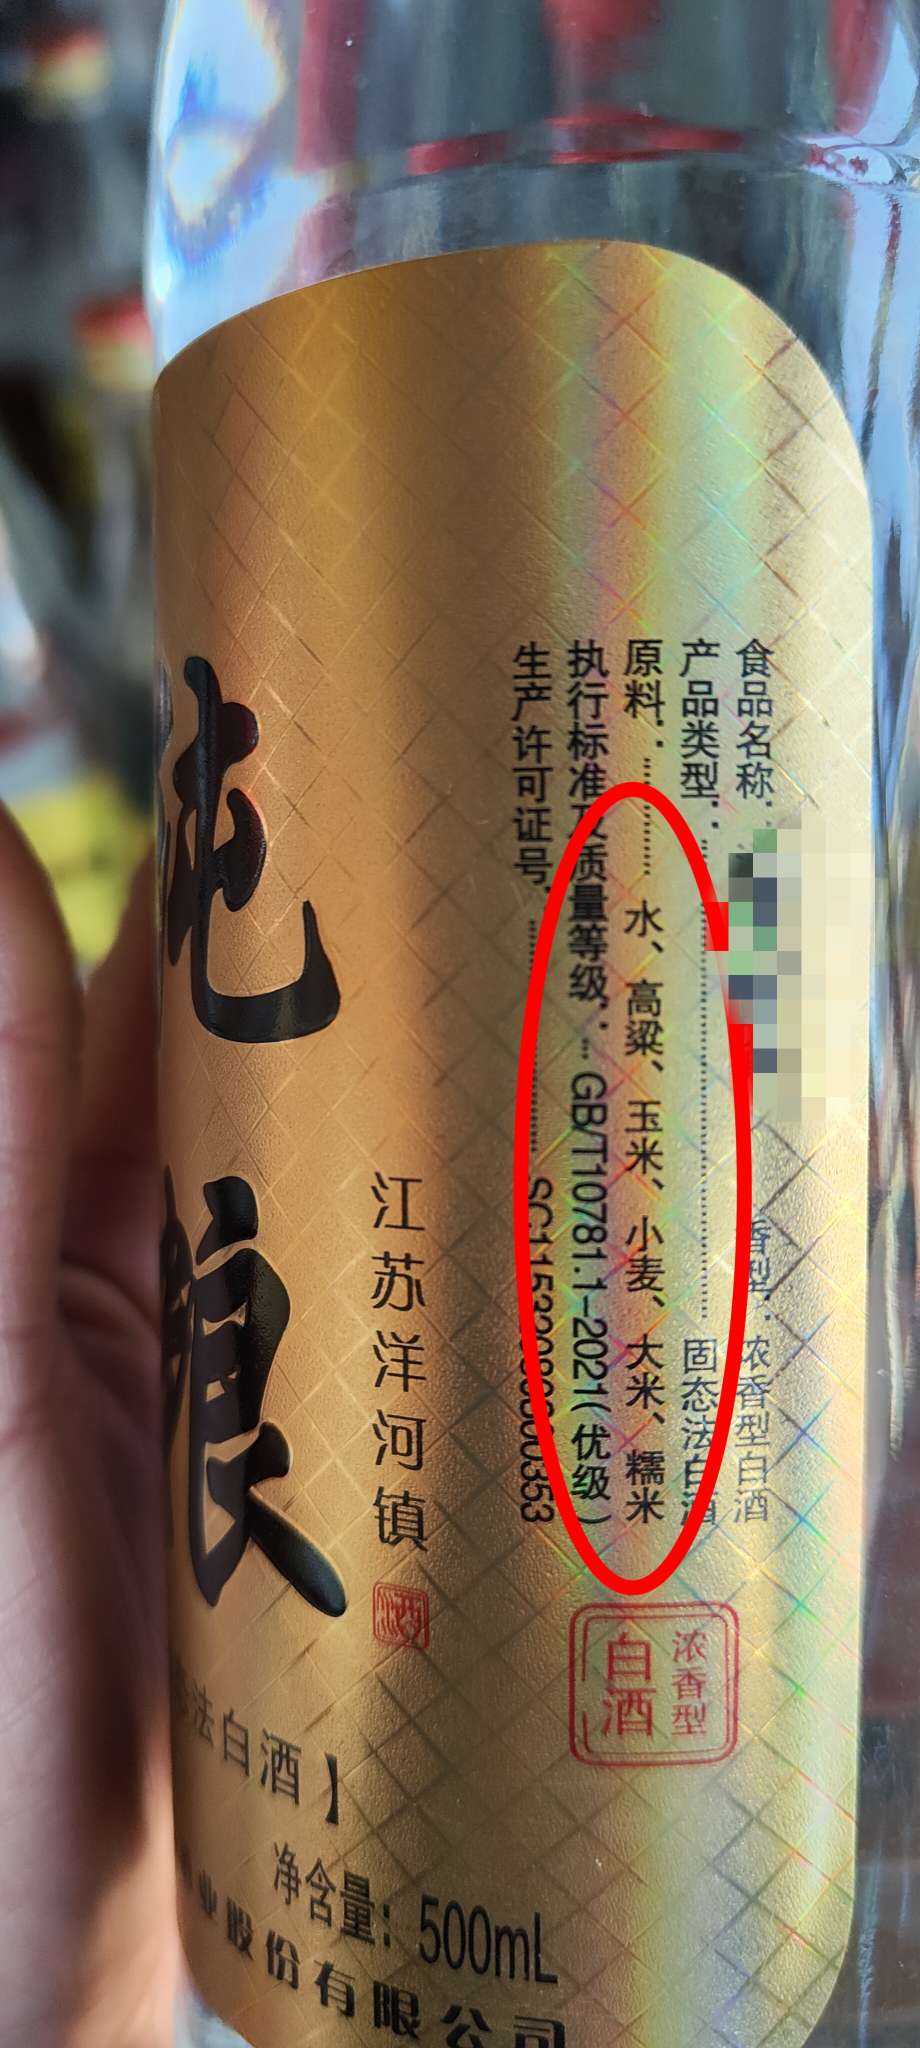 食品名称:
香型:浓香型白酒
产品类型:固态法白酒
原料:水、高粱、玉米、小麦、大米、糯米
执行标准及质量等级:GB/T10781.1-2021(优级)
生产许可证号:
江苏洋河镇
酒
纯
粮
浓香型
白酒
法白酒】
净含量:500mL
业股份有限公司